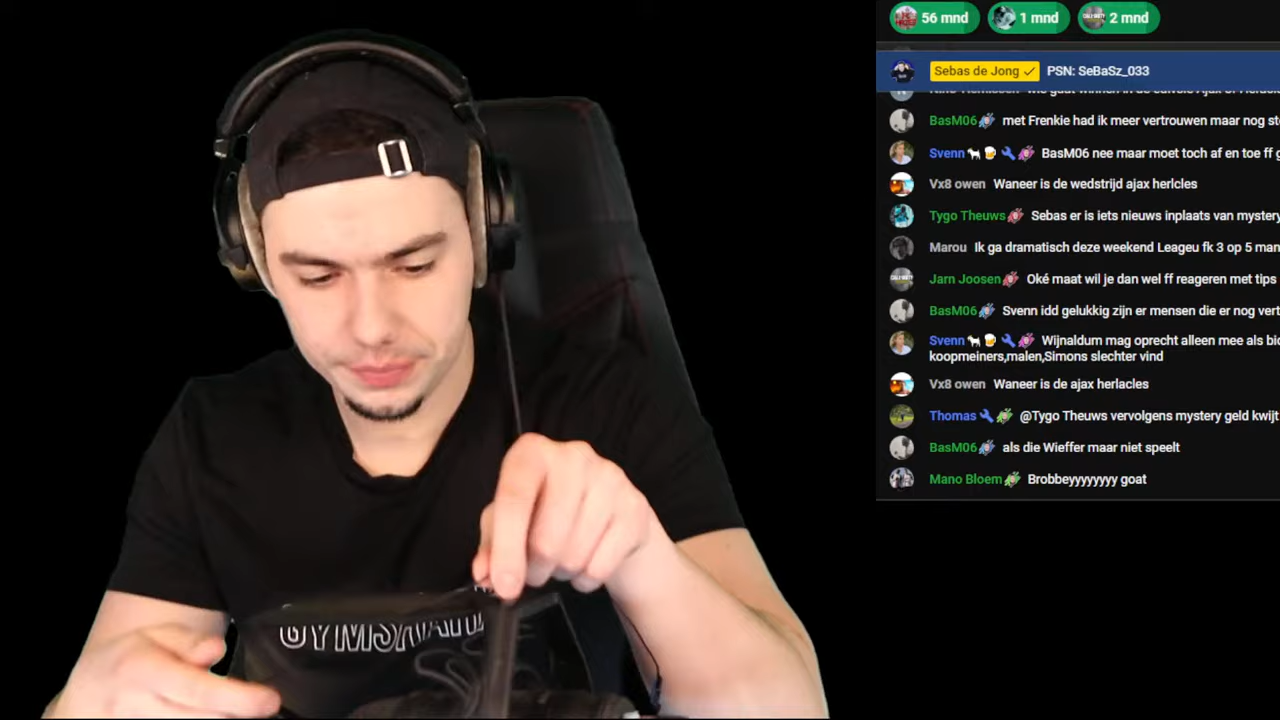 56 mnd
1 mnd
2 mnd
Sebas de Jong PSN: SeBaSz_033
BasM06 met Frenkie had ik meer vertrouwen maar nog
Svenn BasM06 nee maar moet toch af en toe ff
Vx8 owen Waneer is de wedstrijd ajax herlcles
Tygo Theuws Sebas er is iets nieuws inplaats van mystery
Marou Ik ga dramatisch deze weekend Leageu fk 3 op 5 man
Jarn Joosen Oké maat wil je dan wel ff reageren met tips
BasM06 Svenn idd gelukkig zijn er mensen die er nog
Svenn Wijnaldum mag oprecht alleen mee als
koopmeiners,malen,Simons slechter vind
Vx8 owen Waneer is de ajax herlacles
Thomas @Tygo Theuws vervolgens mystery geld kwijt
BasM06 als die Wieffer maar niet speelt
Mano Bloem Brobbeyyyyyyy goat
GYMSHARK